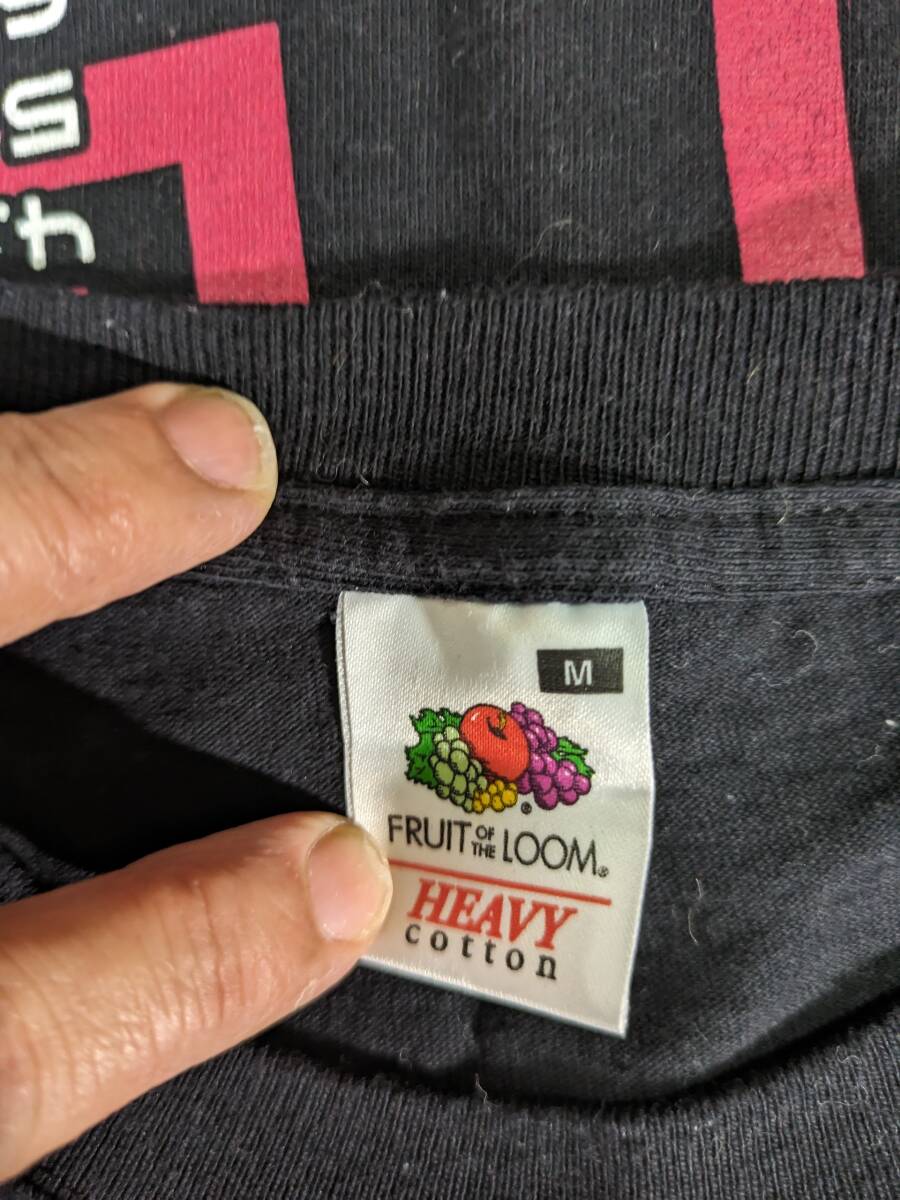 M
FRUIT OF THE LOOM®
HEAVY
cotton